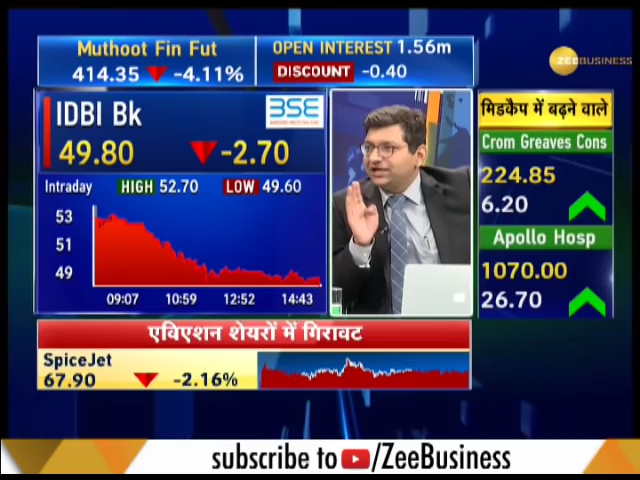 Muthoot Fin Fut
414.35 -4.11%
OPEN INTEREST 1.56m
DISCOUNT -0.40
ZEEBUSINESS
IDBI Bk
BSE
49.80 -2.70
Intraday HIGH 52.70 LOW 49.60
53
51
49
09:07 10:59 12:52 14:43
मिडकैप में बढ़ने वाले
Crom Greaves Cons
224.85
6.20
Apollo Hosp
1070.00
26.70
एविएशन शेयरों में गिरावट
SpiceJet
67.90 -2.16%
subscribe to /ZeeBusiness